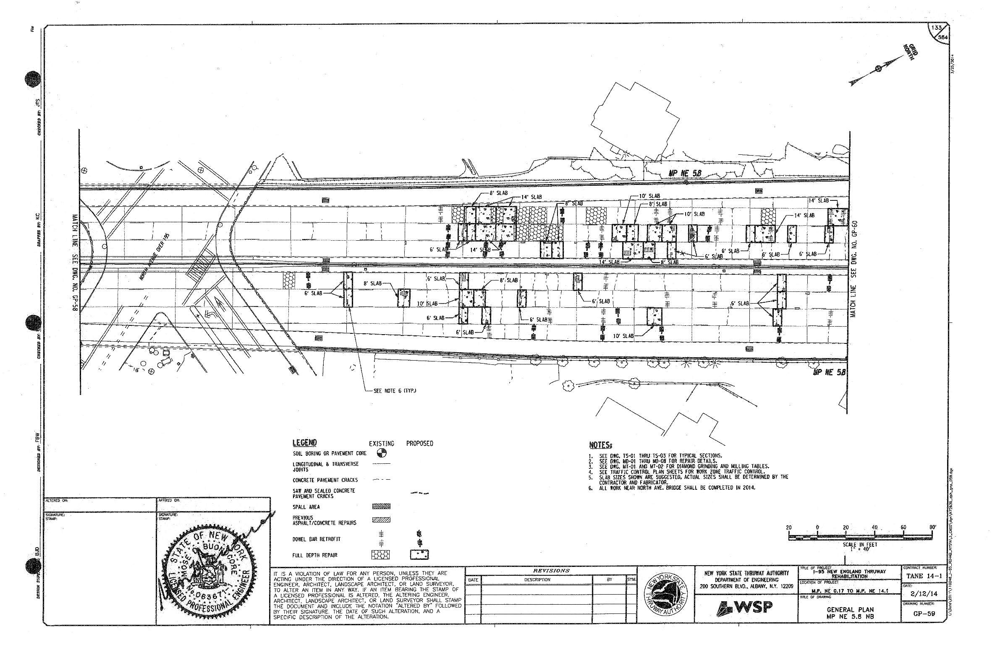 File
133
584
3/25/2014
GRID
NORTH
CHECKED BY: JTS
DRAFTED BY: KC
CHECKED BY:
DESIGNED BY: FBW
DESIGN SUPV. BY: BJD
MP NE 5.8
8' SLAB
14' SLAB
8' SLAB
10' SLAB
8' SLAB
10' SLAB
14' SLAB
14' SLAB
MATCH LINE SEE DWG. NO. GP-58
NORTH AVENUE OVER I-95
MATCH LINE SEE DWG. NO. GP-60
6' SLAB
14' SLAB
14' SLAB
8' SLAB
6' SLAB
6' SLAB
6' SLAB
6' SLAB
6' SLAB
8' SLAB
6' SLAB
8' SLAB
10' SLAB
6' SLAB
6' SLAB
6' SLAB
6' SLAB
6' SLAB
10' SLAB
MP NE 5.8
SEE NOTE 6 (TYP.)
LEGEND
EXISTING PROPOSED
SOIL BORING OR PAVEMENT CORE
LONGITUDINAL & TRANSVERSE
JOINTS
CONCRETE PAVEMENT CRACKS
SAW AND SEALED CONCRETE
PAVEMENT CRACKS
SPALL AREA
PREVIOUS
ASPHALT/CONCRETE REPAIRS
DOWEL BAR RETROFIT
FULL DEPTH REPAIR
NOTES:
1. SEE DWG. TS-01 THRU TS-03 FOR TYPICAL SECTIONS.
2. SEE DWG. MD-01 THRU MD-08 FOR REPAIR DETAILS.
3. SEE DWG. MT-01 AND MT-02 FOR DIAMOND GRINDING AND MILLING TABLES.
4. SEE TRAFFIC CONTROL PLAN SHEETS FOR WORK ZONE TRAFFIC CONTROL.
5. SLAB SIZES SHOWN ARE SUGGESTED, ACTUAL SIZES SHALL BE DETERMINED BY THE
CONTRACTOR AND FABRICATOR.
6. ALL WORK NEAR NORTH AVE. BRIDGE SHALL BE COMPLETED IN 2014.
20 0 20 40 60 80'
SCALE IN FEET
1" = 40'
ALTERED ON:
SIGNATURE:
STAMP:
AFFIXED ON:
SIGNATURE:
STAMP:
STATE OF NEW YORK
BUONOCORE
No. 063671-1
LICENSED PROFESSIONAL ENGINEER
IT IS A VIOLATION OF LAW FOR ANY PERSON, UNLESS THEY ARE
ACTING UNDER THE DIRECTION OF A LICENSED PROFESSIONAL
ENGINEER, ARCHITECT, LANDSCAPE ARCHITECT, OR LAND SURVEYOR,
TO ALTER AN ITEM IN ANY WAY. IF AN ITEM BEARING THE STAMP OF
A LICENSED PROFESSIONAL IS ALTERED, THE ALTERING ENGINEER,
ARCHITECT, LANDSCAPE ARCHITECT, OR LAND SURVEYOR SHALL STAMP
THE DOCUMENT AND INCLUDE THE NOTATION "ALTERED BY" FOLLOWED
BY THEIR SIGNATURE, THE DATE OF SUCH ALTERATION, AND A
SPECIFIC DESCRIPTION OF THE ALTERATION.
REVISIONS
DATE DESCRIPTION BY SYM.
NEW YORK STATE
THRUWAY AUTHORITY
NEW YORK STATE THRUWAY AUTHORITY
DEPARTMENT OF ENGINEERING
200 SOUTHERN BLVD., ALBANY, N.Y. 12209
WSP
TITLE OF PROJECT
I-95 NEW ENGLAND THRUWAY
REHABILITATION
LOCATION OF PROJECT
M.P. NE 0.17 TO M.P. NE 14.1
TITLE OF DRAWING
GENERAL PLAN
MP NE 5.8 NB
CONTRACT NUMBER:
TANE 14-1
DATE:
2/12/14
DRAWING NUMBER:
GP-59